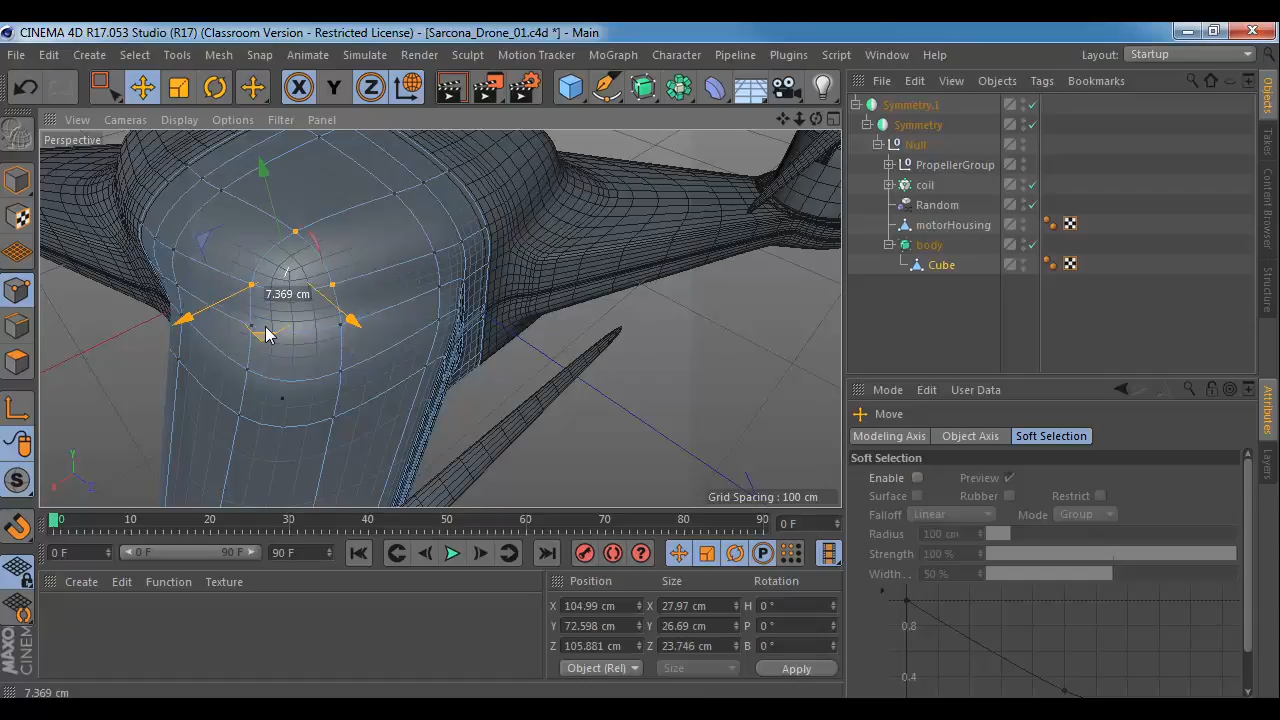 CINEMA 4D R17.053 Studio (R17) (Classroom Version - Restricted License) - [Sarcona_Drone_01.c4d *] - Main
File Edit Create Select Tools Mesh Snap Animate Simulate Render Sculpt Motion Tracker MoGraph Character Pipeline Plugins Script Window Help Layout: Startup
X Y Z
File Edit View Objects Tags Bookmarks
View Cameras Display Options Filter Panel
Perspective
Symmetry.1
Symmetry
Null
PropellerGroup
coil
Random
motorHousing
body
Cube
7.369 cm
Y
X
Z
Grid Spacing : 100 cm
Objects
Takes
Content Browser
Structure
Mode Edit User Data
Move
Modeling Axis Object Axis Soft Selection
Soft Selection
Enable Preview
Surface Rubber Restrict
Falloff Linear Mode Group
Radius 100 cm
Strength 100 %
Width.. 50 %
0.8
0.4
Attributes
Layers
0 10 20 30 40 50 60 70 80 90 0 F
0 F 0 F 90 F 90 F
Create Edit Function Texture
Position Size Rotation
X 104.99 cm X 27.97 cm H 0 °
Y 72.598 cm Y 26.69 cm P 0 °
Z 105.881 cm Z 23.746 cm B 0 °
Object (Rel) Size Apply
7.369 cm